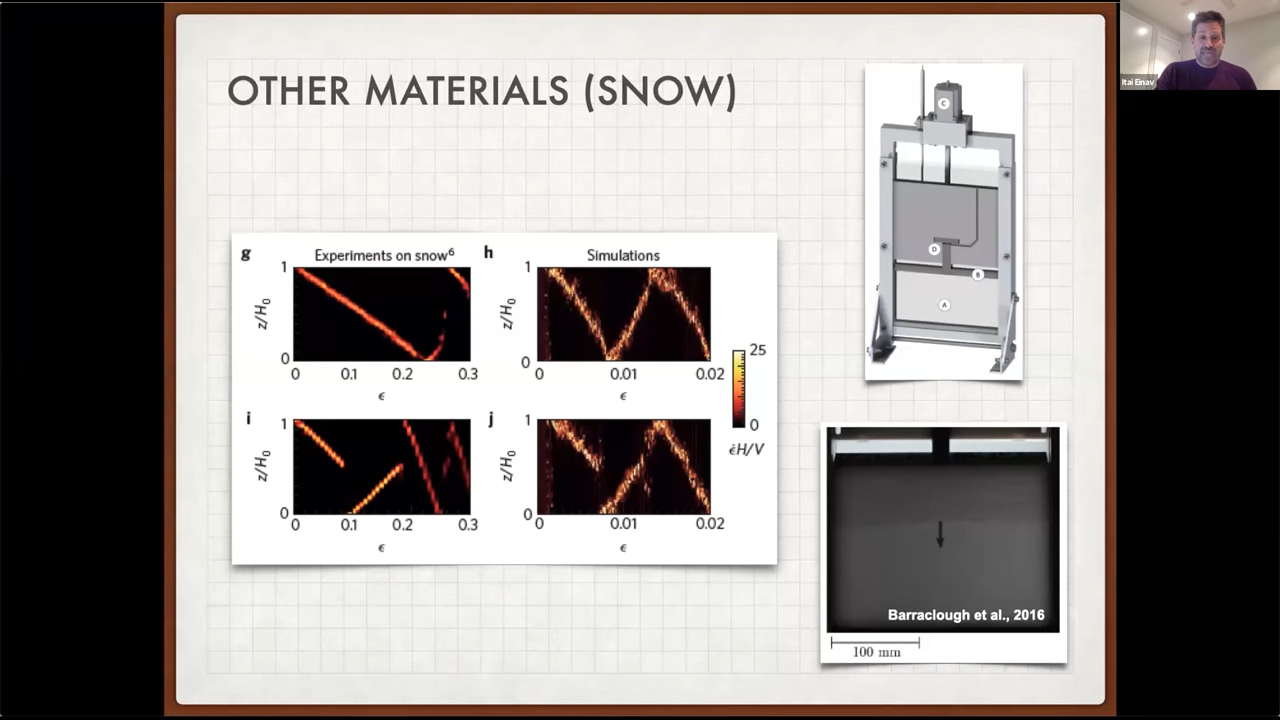 OTHER MATERIALS (SNOW)
Itai Einav
C
D
B
A
g
Experiments on snow⁶
1
z/H₀
0
0
0.1
0.2
0.3
ϵ
h
Simulations
1
z/H₀
0
0
0.01
0.02
ϵ
25
0
ϵ̇H/V
i
1
z/H₀
0
0
0.1
0.2
0.3
ϵ
j
1
z/H₀
0
0
0.01
0.02
ϵ
Barraclough et al., 2016
100 mm